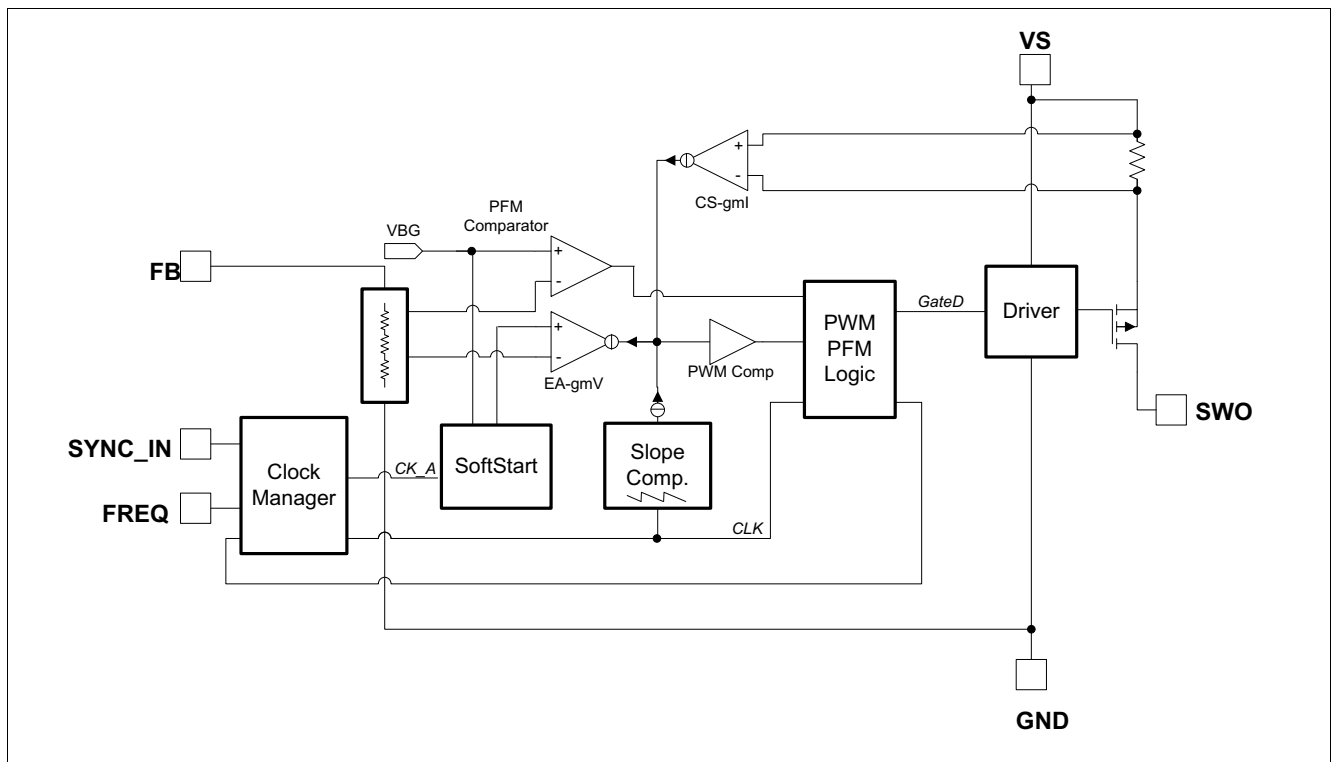 VS
+
-
CS-gml
PFM
Comparator
VBG
+
-
FB
GateD
Driver
PWM
PFM
Logic
+
-
EA-gmV
PWM Comp
SWO
SYNC_IN
Clock
Manager
CK_A
SoftStart
Slope
Comp.
FREQ
CLK
GND